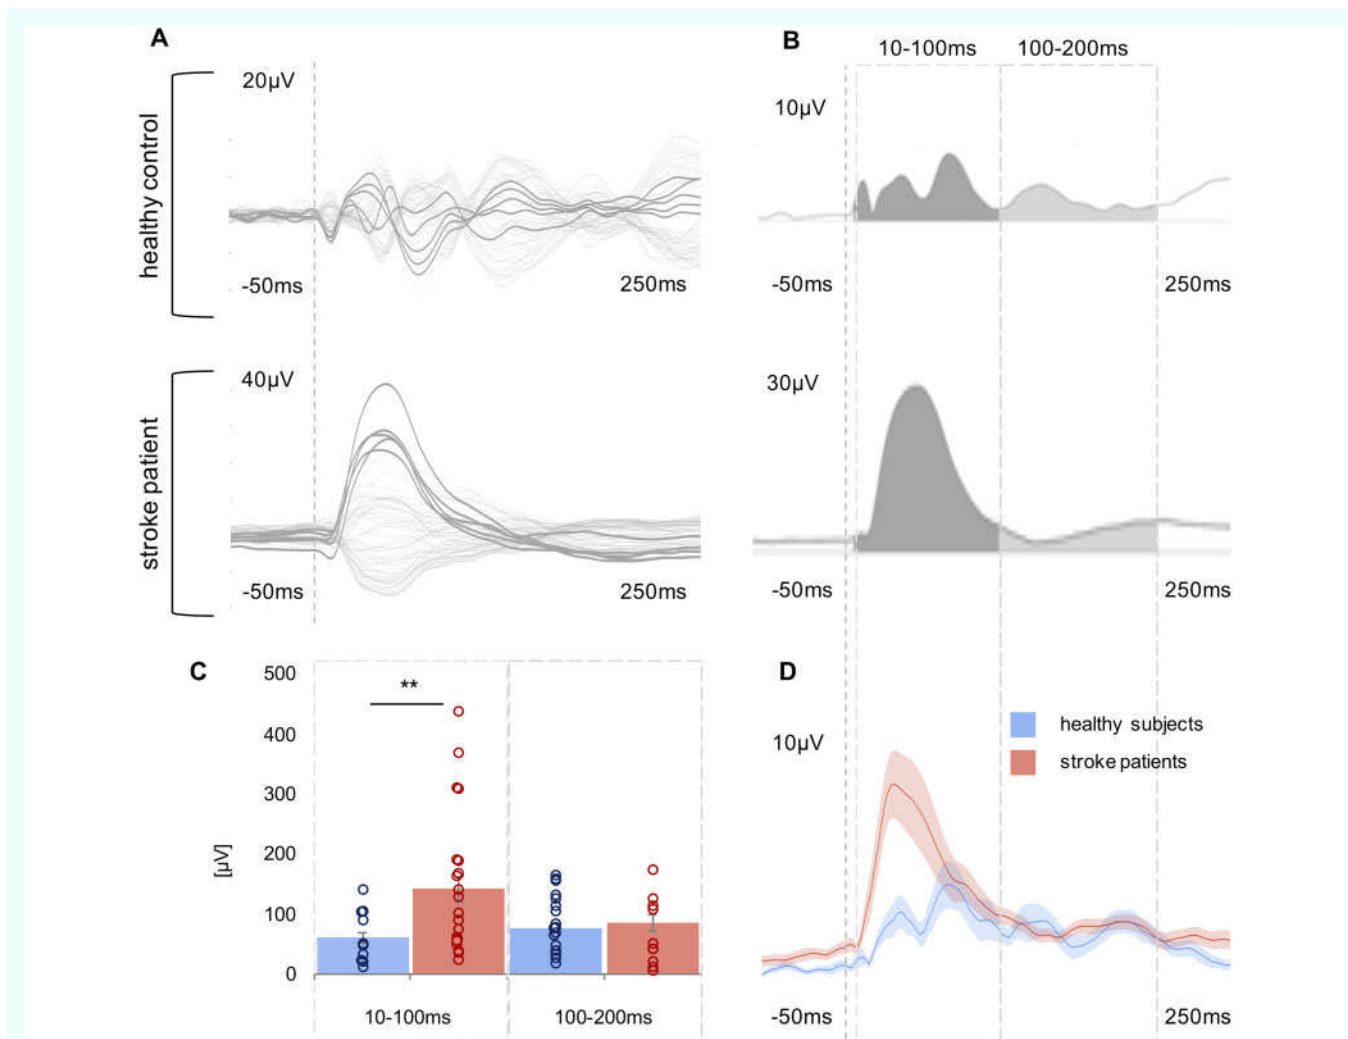 A
B
10-100ms 100-200ms
20µV
10µV
healthy control
-50ms 250ms
-50ms 250ms
40µV
30µV
stroke patient
-50ms 250ms
-50ms 250ms
C
D
500
400
300
200
100
0
[µV]
**
10-100ms 100-200ms
10µV
healthy subjects
stroke patients
-50ms 250ms